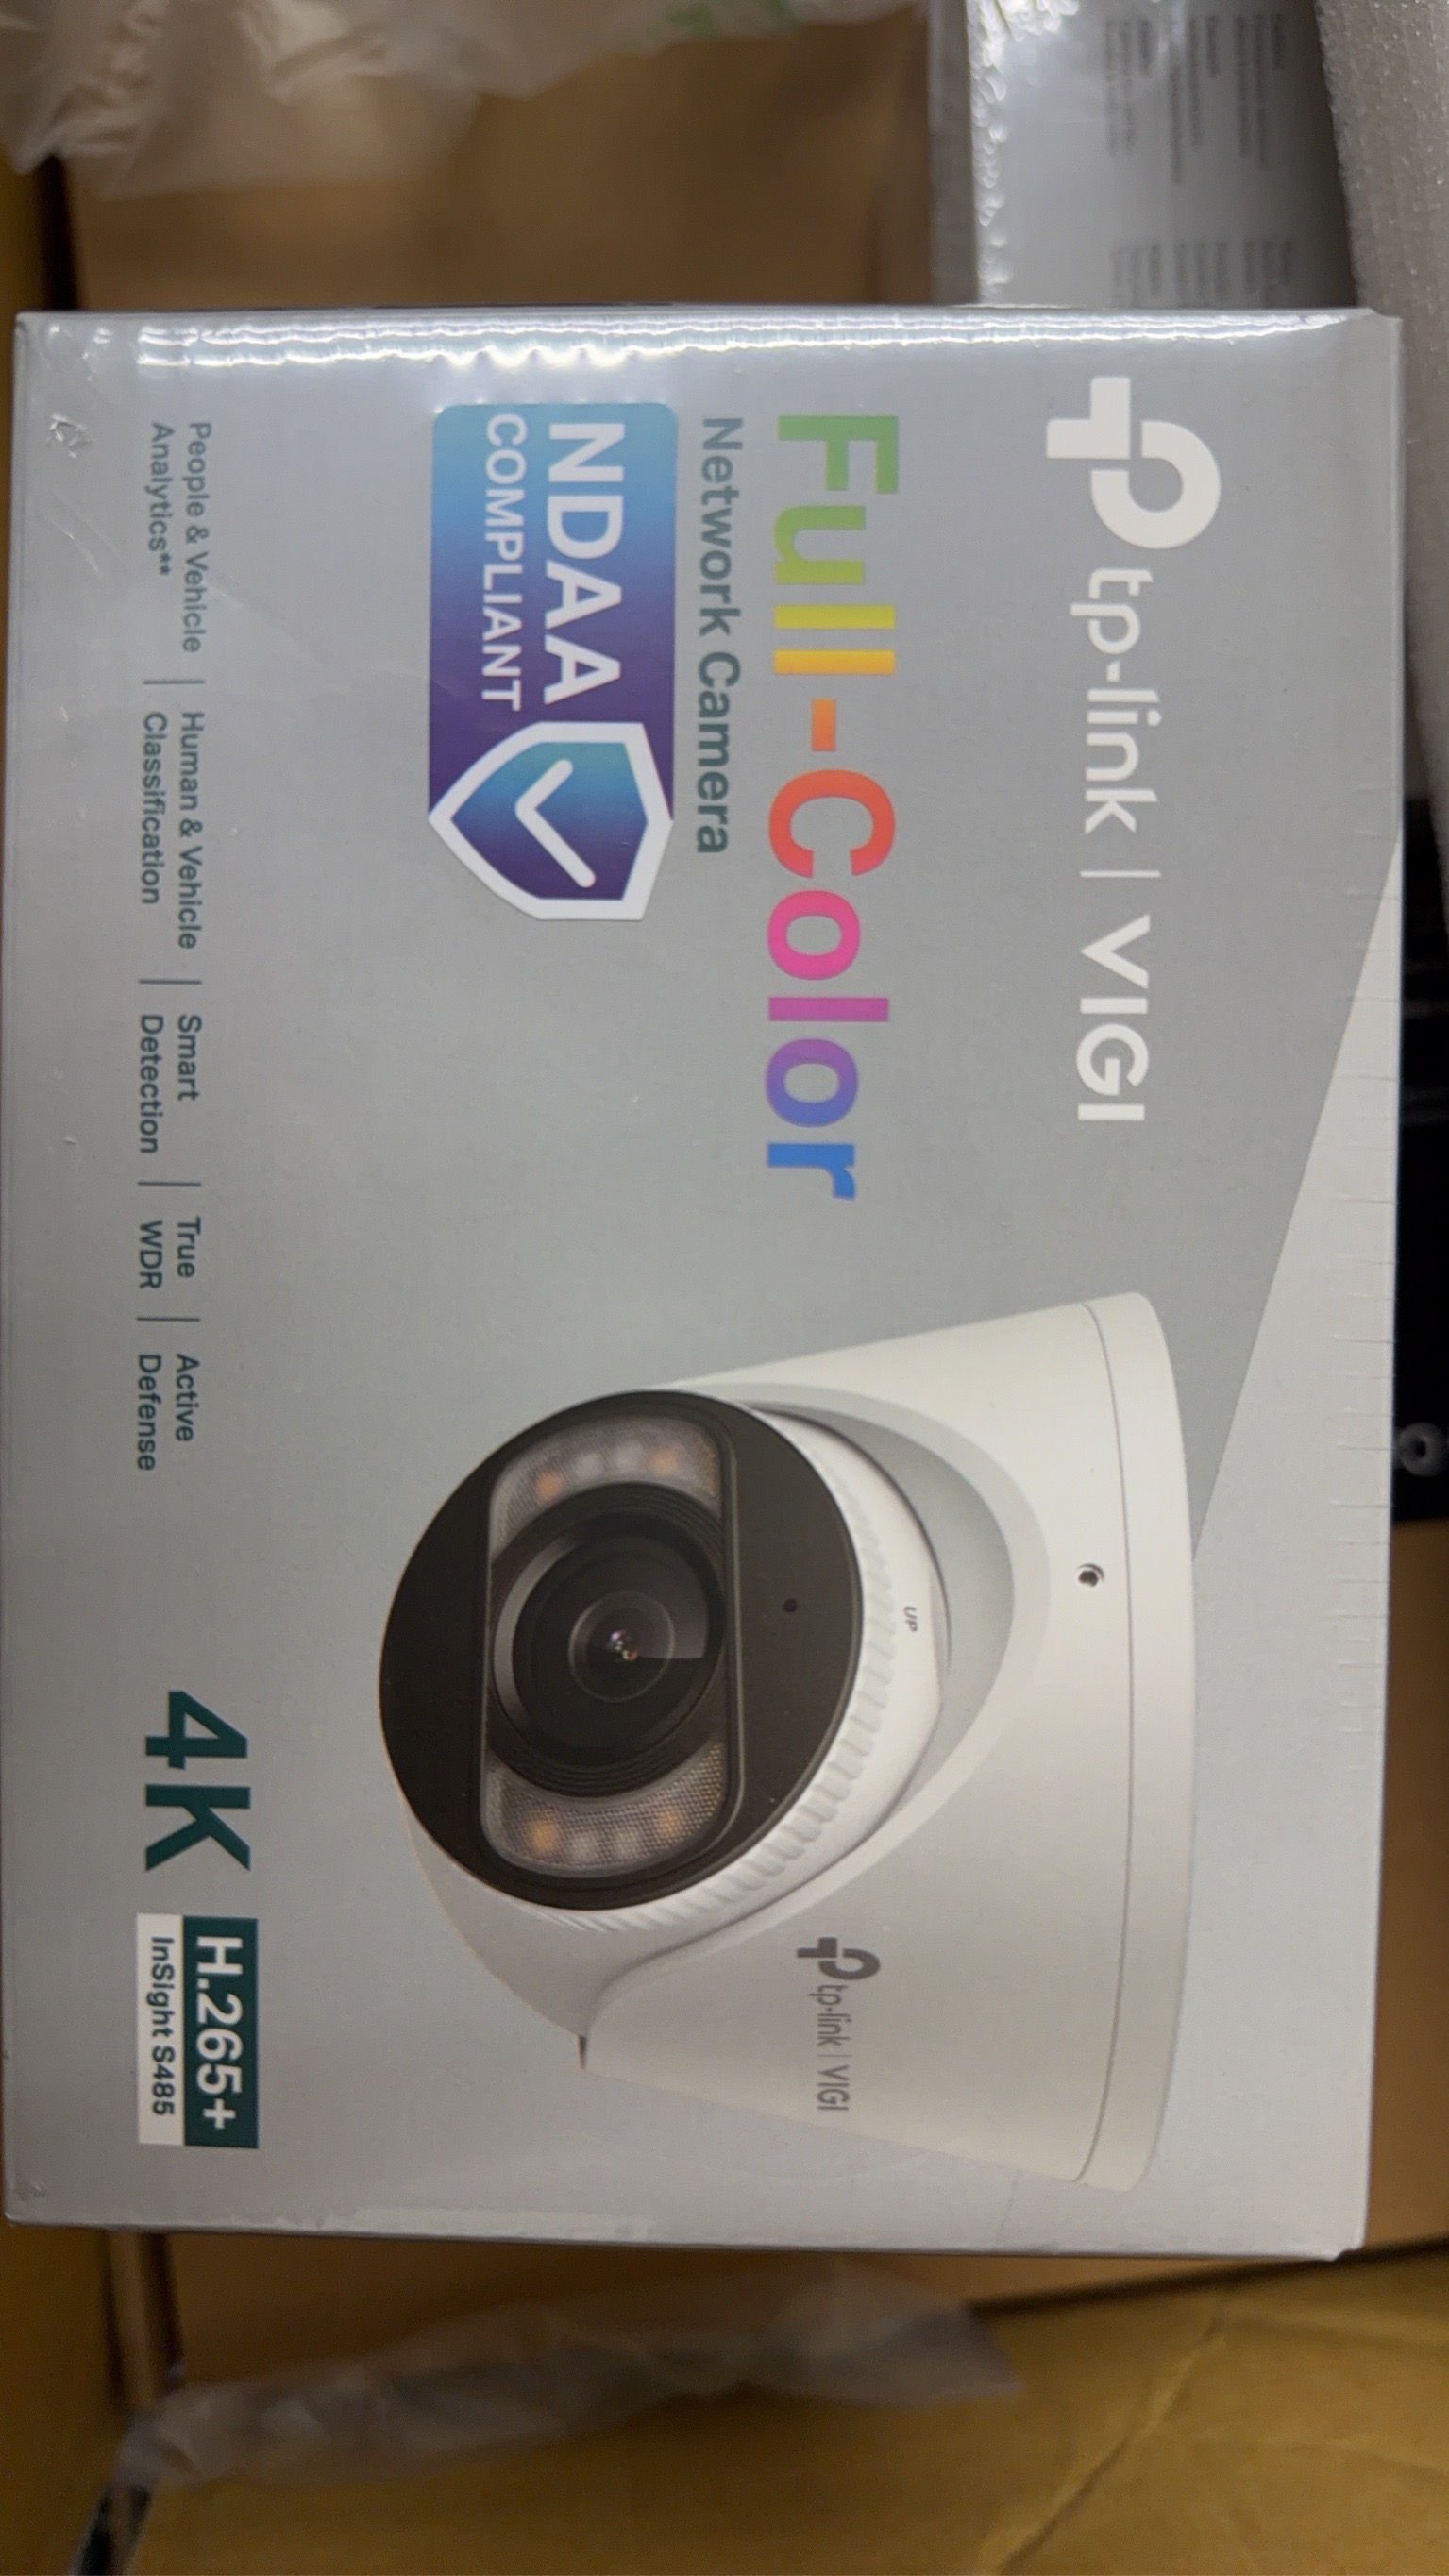 tp-link | VIGI
Full-Color
Network Camera
NDAA
COMPLIANT
UP
tp-link | VIGI
People & Vehicle
Analytics**
Human & Vehicle
Classification
Smart
Detection
True
WDR
Active
Defense
4K
H.265+
InSight S485